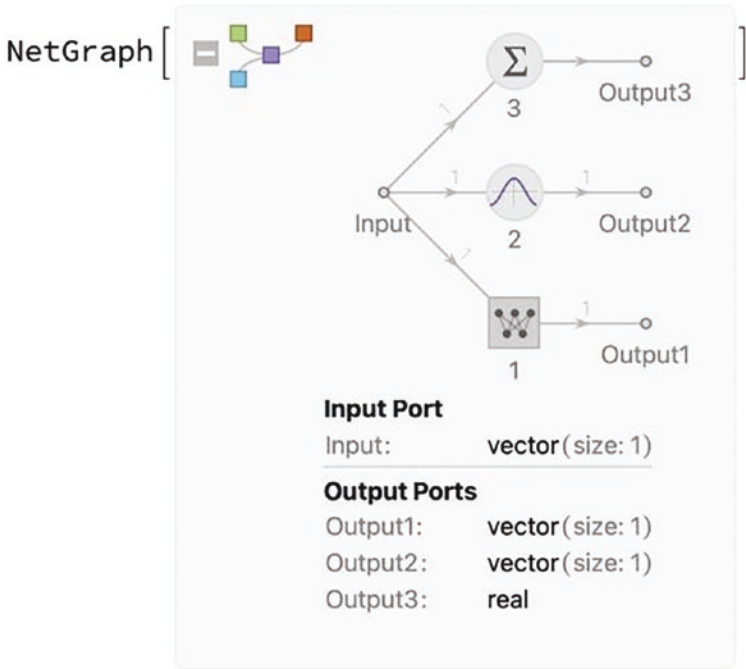 NetGraph[ ]
Σ
3
Output3
1
1
1
Input
2
Output2
1
1
1
Output1
Input Port
Input: vector(size: 1)
Output Ports
Output1: vector(size: 1)
Output2: vector(size: 1)
Output3: real